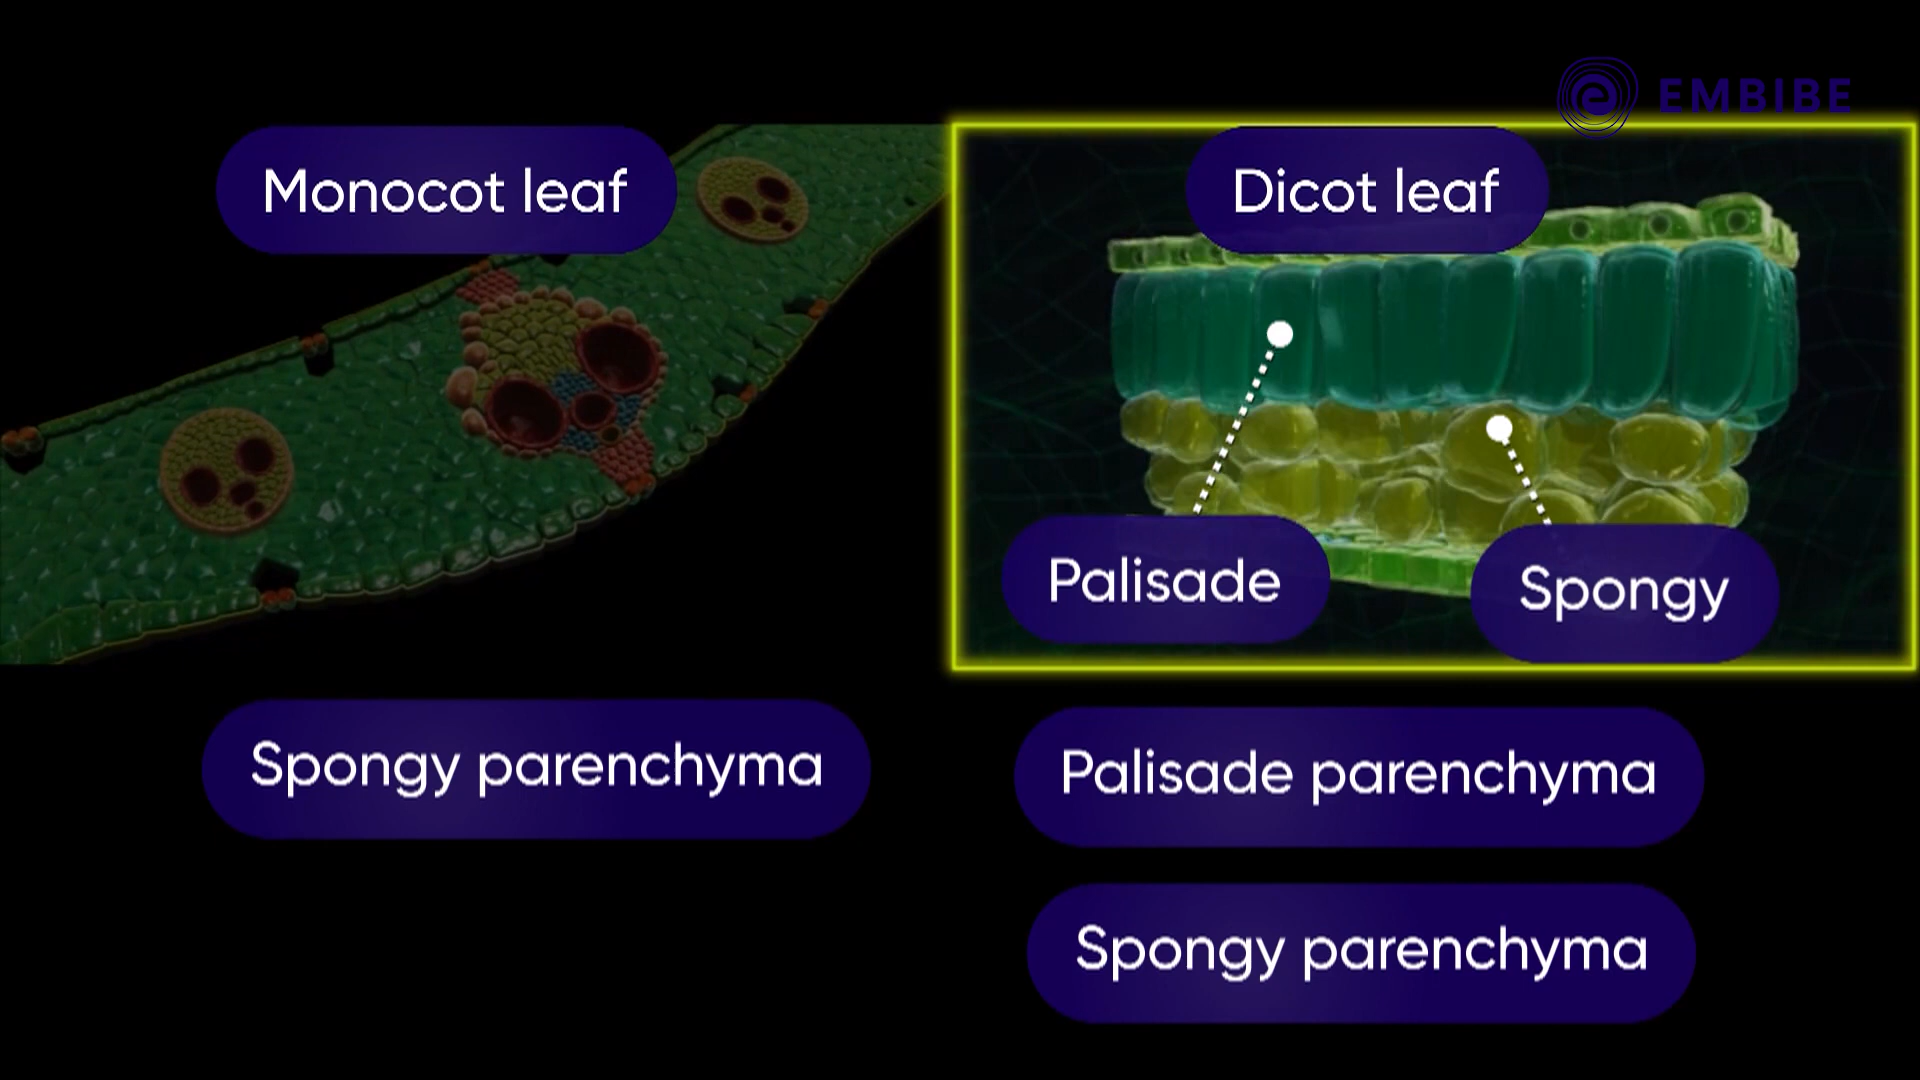 EMBIBE
Monocot leaf
Dicot leaf
Palisade
Spongy
Spongy parenchyma
Palisade parenchyma
Spongy parenchyma